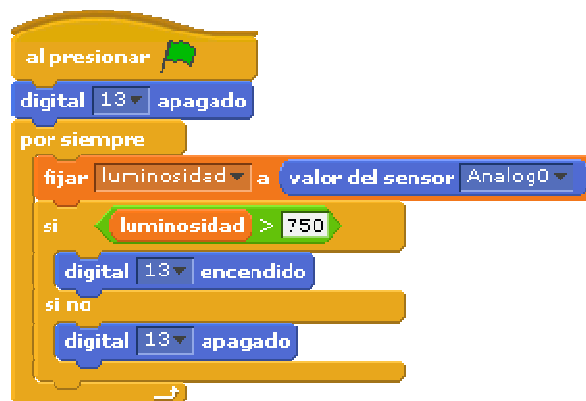 al presionar
digital 13 apagado
por siempre
fijar luminosidad a valor del sensor Analog0
si luminosidad > 750
digital 13 encendido
si no
digital 13 apagado